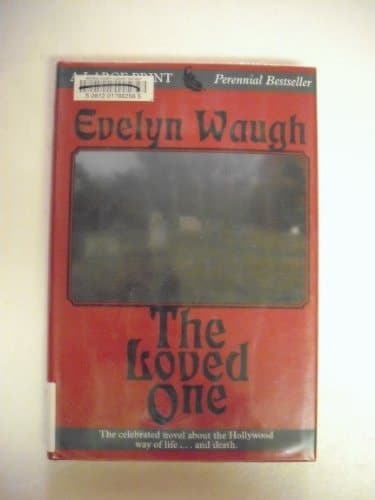 A LARGE PRINT
Perennial Bestseller
Evelyn Waugh
The
Loved
One
The celebrated novel about the Hollywood
way of life . . . and death.